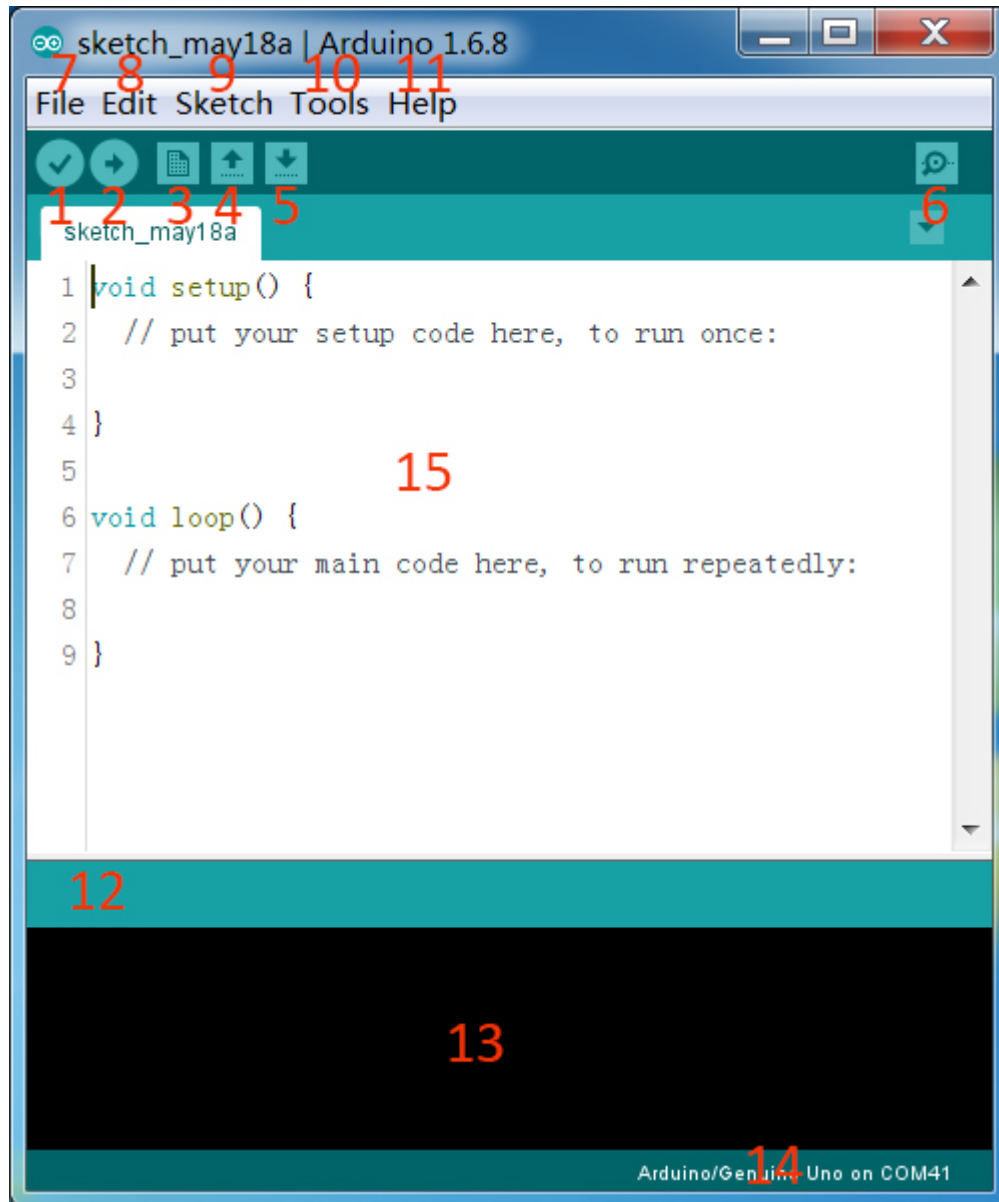 sketch_may18a | Arduino 1.6.8
7 8 9 10 11
File Edit Sketch Tools Help
1 2 3 4 5 6
sketch_may18a
1 void setup() {
2 // put your setup code here, to run once:
3
4 }
5
15
6 void loop() {
7 // put your main code here, to run repeatedly:
8
9 }
12
13
14
Arduino/Genuino Uno on COM41